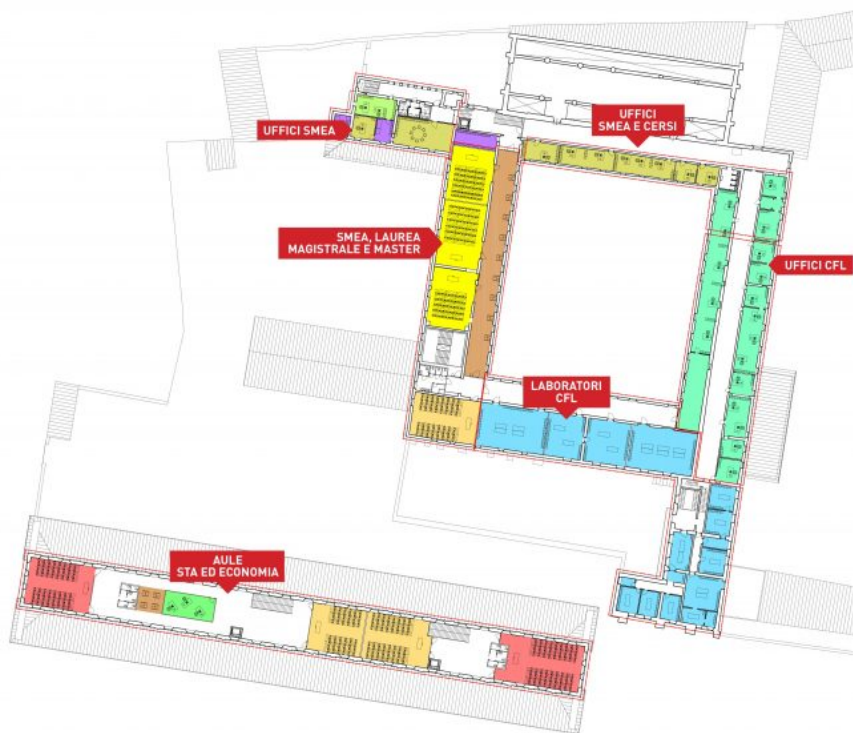 UFFICI
SMEA E CERSI
UFFICI SMEA
SMEA, LAUREA
MAGISTRALE E MASTER
UFFICI CFL
LABORATORI
CFL
AULE
STA ED ECONOMIA